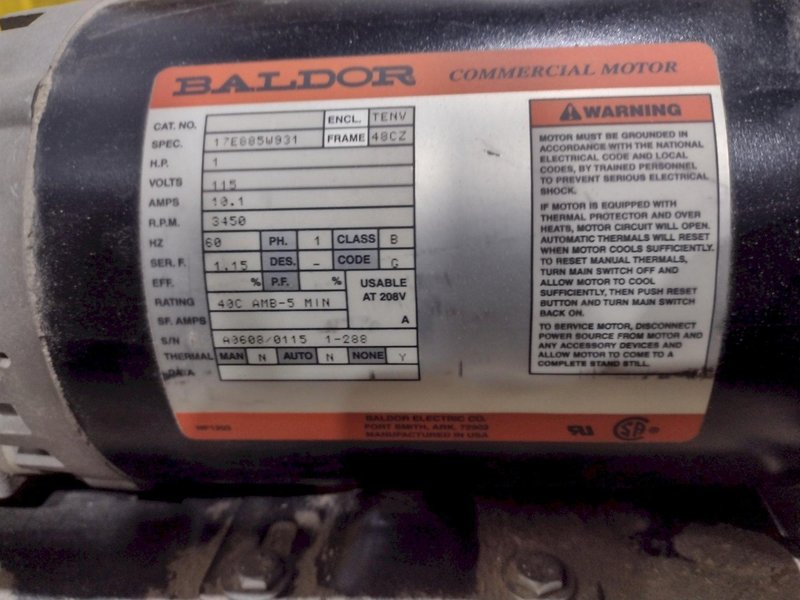 BALDOR COMMERCIAL MOTOR
CAT. NO. ENCL. TENV
SPEC. 17E885W931 FRAME 48CZ
H.P. 1
VOLTS 115
AMPS 10.1
R.P.M. 3450
HZ 60 PH. 1 CLASS B
SER. F. 1.15 DES. - CODE G
EFF. % P.F. % USABLE
AT 208V
RATING 40C AMB-5 MIN
SF. AMPS A
S/N A0608/0115 1-288
THERMAL MAN N AUTO N NONE Y
DATA
WARNING
MOTOR MUST BE GROUNDED IN
ACCORDANCE WITH THE NATIONAL
ELECTRICAL CODE AND LOCAL
CODES, BY TRAINED PERSONNEL
TO PREVENT SERIOUS ELECTRICAL
SHOCK.
IF MOTOR IS EQUIPPED WITH
THERMAL PROTECTOR AND OVER
HEATS, MOTOR CIRCUIT WILL OPEN.
AUTOMATIC THERMALS WILL RESET
WHEN MOTOR COOLS SUFFICIENTLY.
TO RESET MANUAL THERMALS,
TURN MAIN SWITCH OFF AND
ALLOW MOTOR TO COOL
SUFFICIENTLY, THEN PUSH RESET
BUTTON AND TURN MAIN SWITCH
BACK ON.
TO SERVICE MOTOR, DISCONNECT
POWER SOURCE FROM MOTOR AND
ANY ACCESSORY DEVICES AND
ALLOW MOTOR TO COME TO A
COMPLETE STAND STILL.
BALDOR ELECTRIC CO.
FORT SMITH, ARK. 72902
MANUFACTURED IN USA